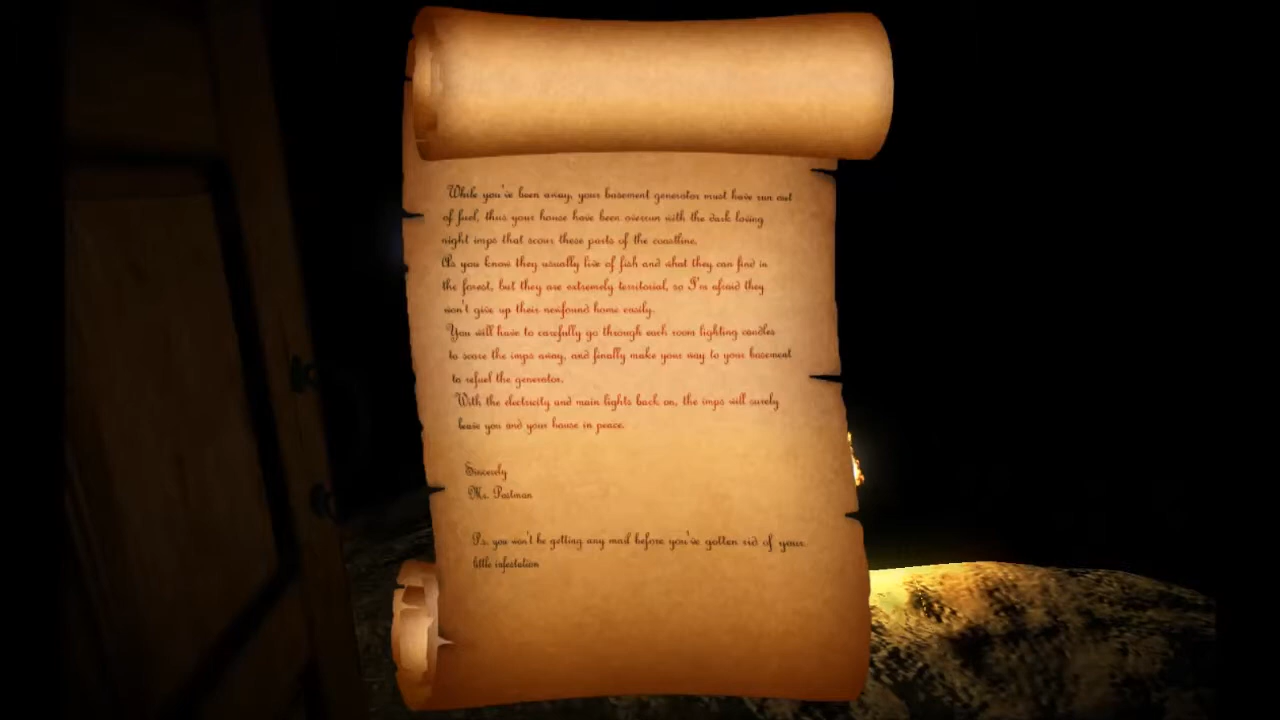 While you've been away, your basement generator must have run out
of fuel, thus your house have been overcun with the dark loving
night imps that scour these parts of the coastline.
As you know they usually live of fish and what they can find in
the forest, but they are extremely territorial, so I'm afraid they
won't give up their newfound home easily.
You will have to carefully go through each room lighting candles
to scare the imps away, and finally make your way to your basement
to refuel the generator.
With the electricity and main lights back on, the imps will surely
leave you and your house in peace.
Sincerely
Mr. Postman
Ps. you won't be getting any mail before you've gotten rid of your
little infestation